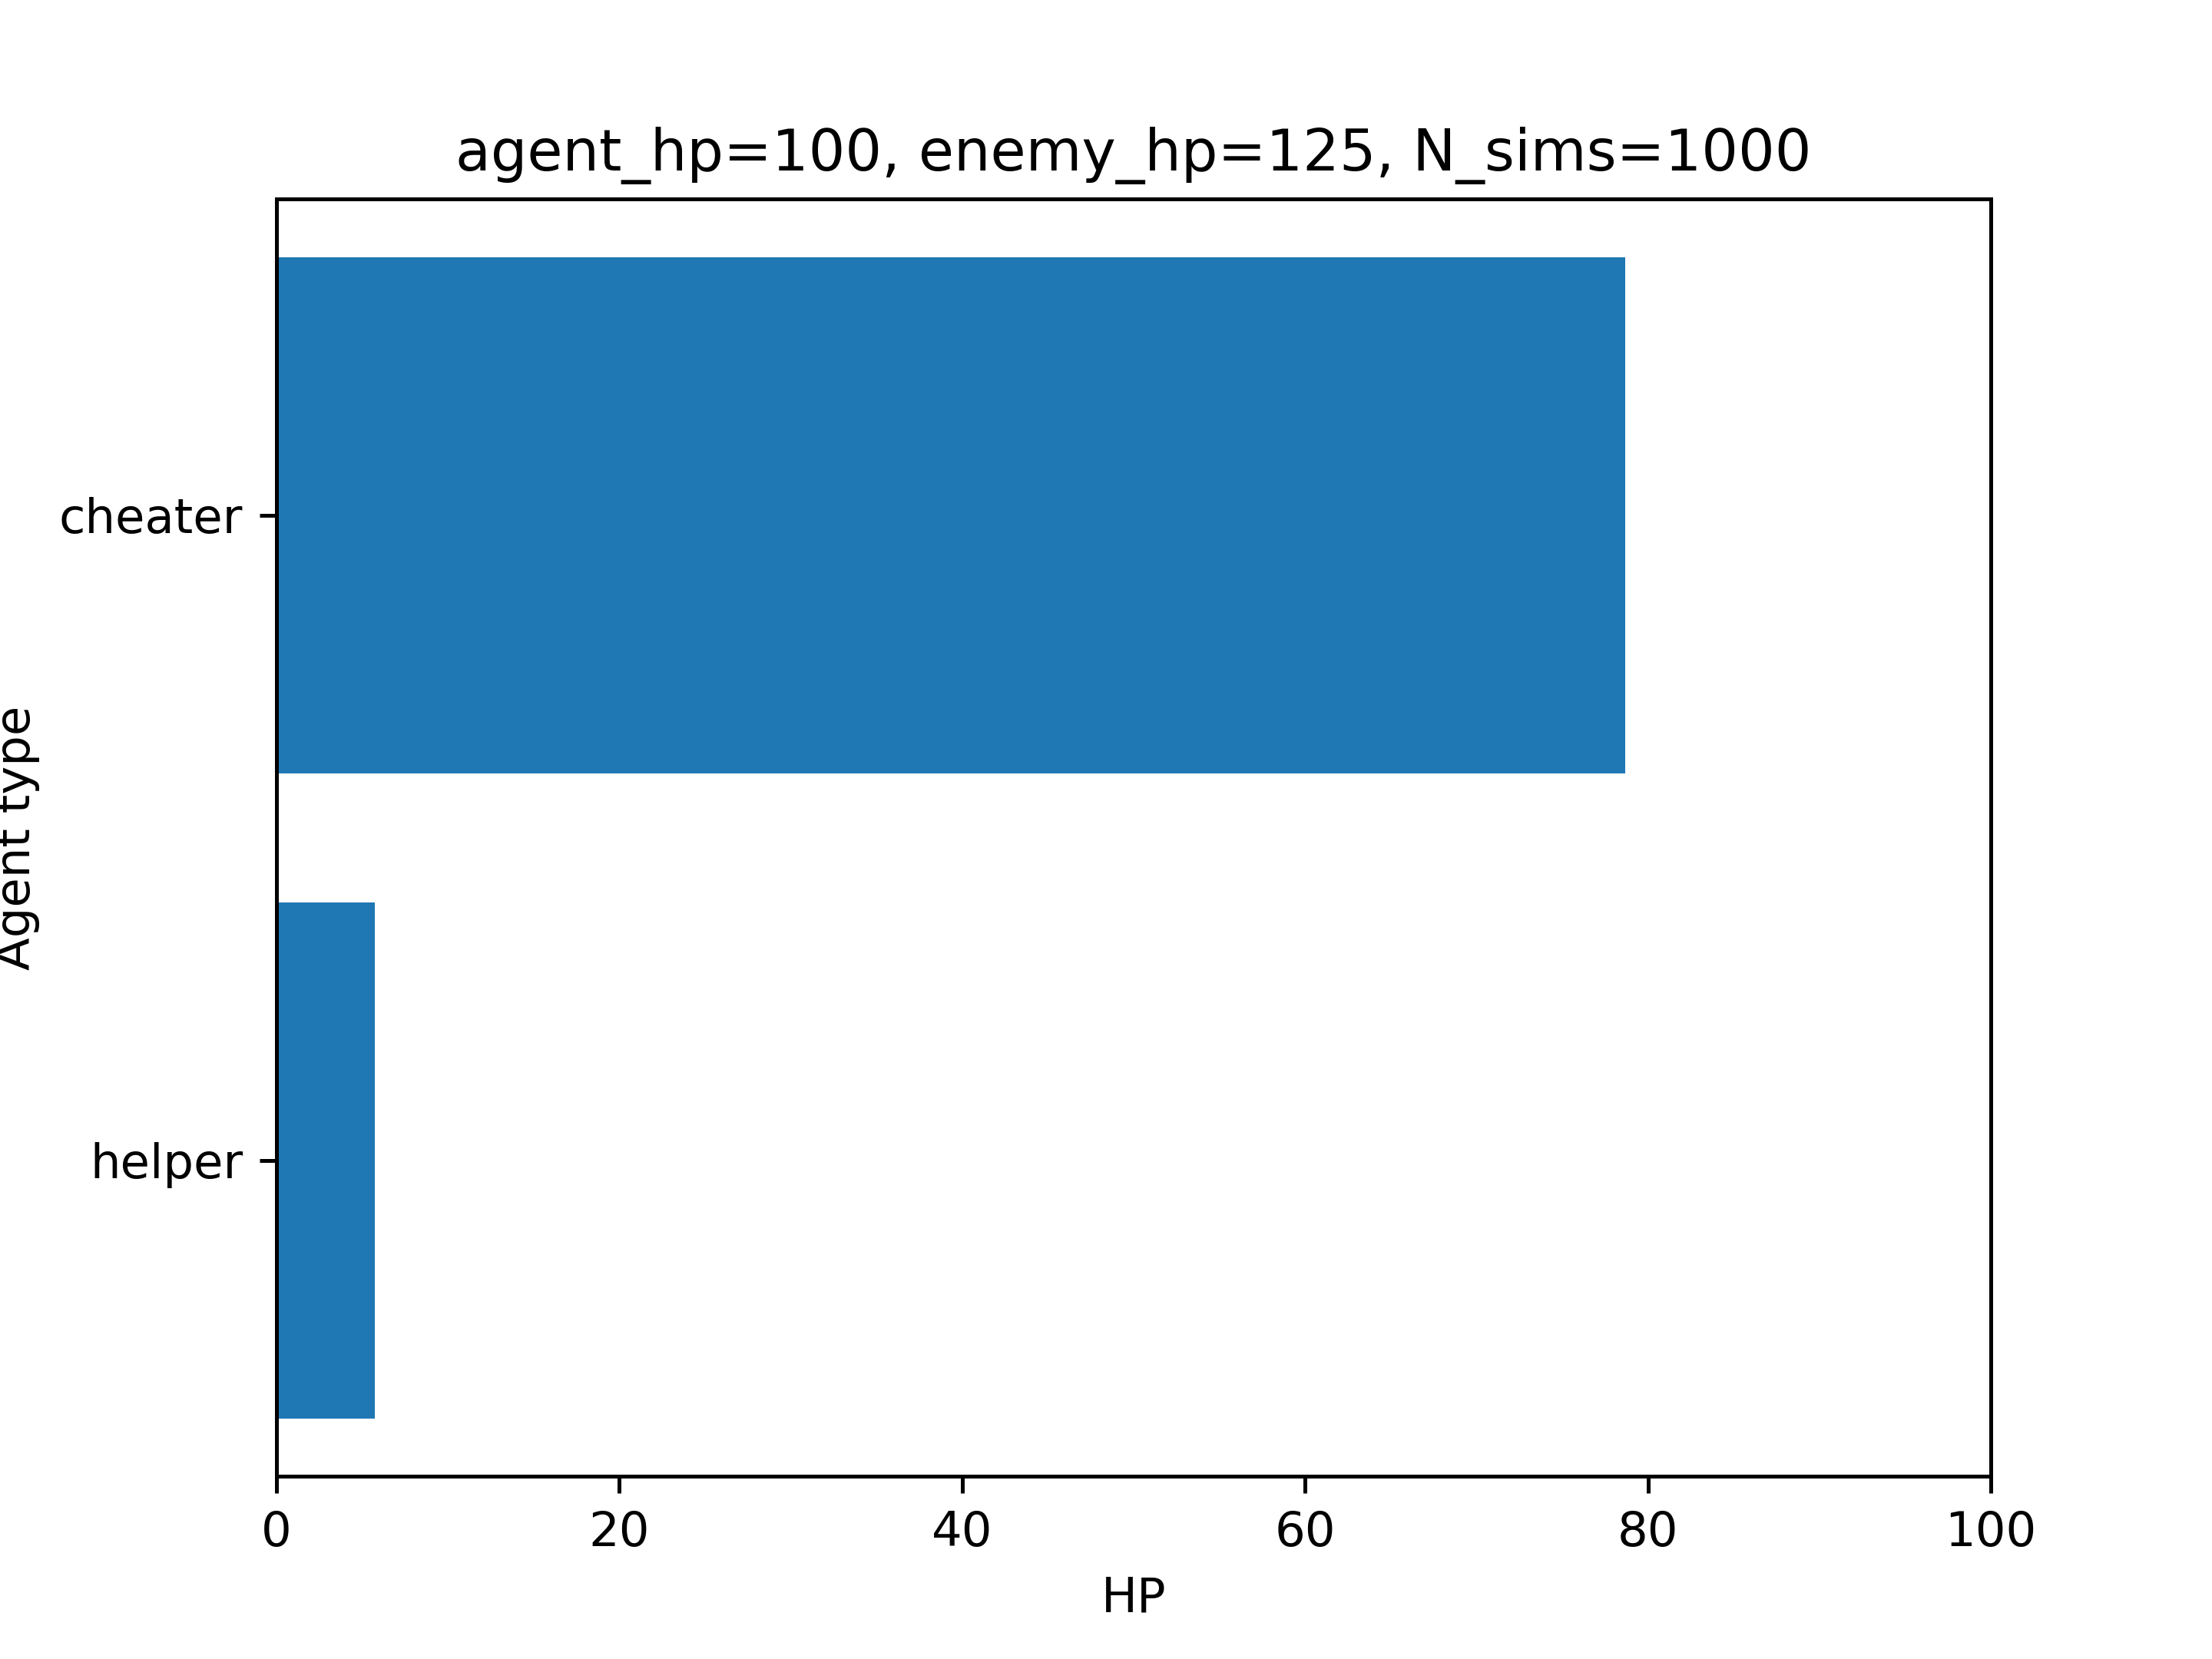 agent_hp=100, enemy_hp=125, N_sims=1000
cheater
Agent type
helper
0 20 40 60 80 100
HP